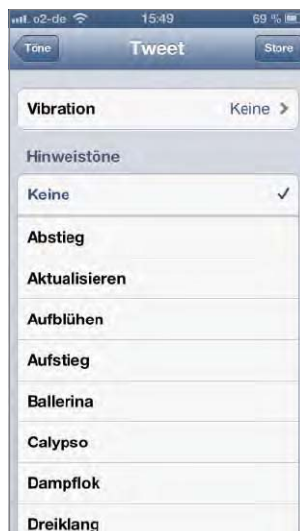 o2-de 15:49 69 %
Töne Tweet Store
Vibration Keine
Hinweistöne
Keine
Abstieg
Aktualisieren
Aufblühen
Aufstieg
Ballerina
Calypso
Dampflok
Dreiklang